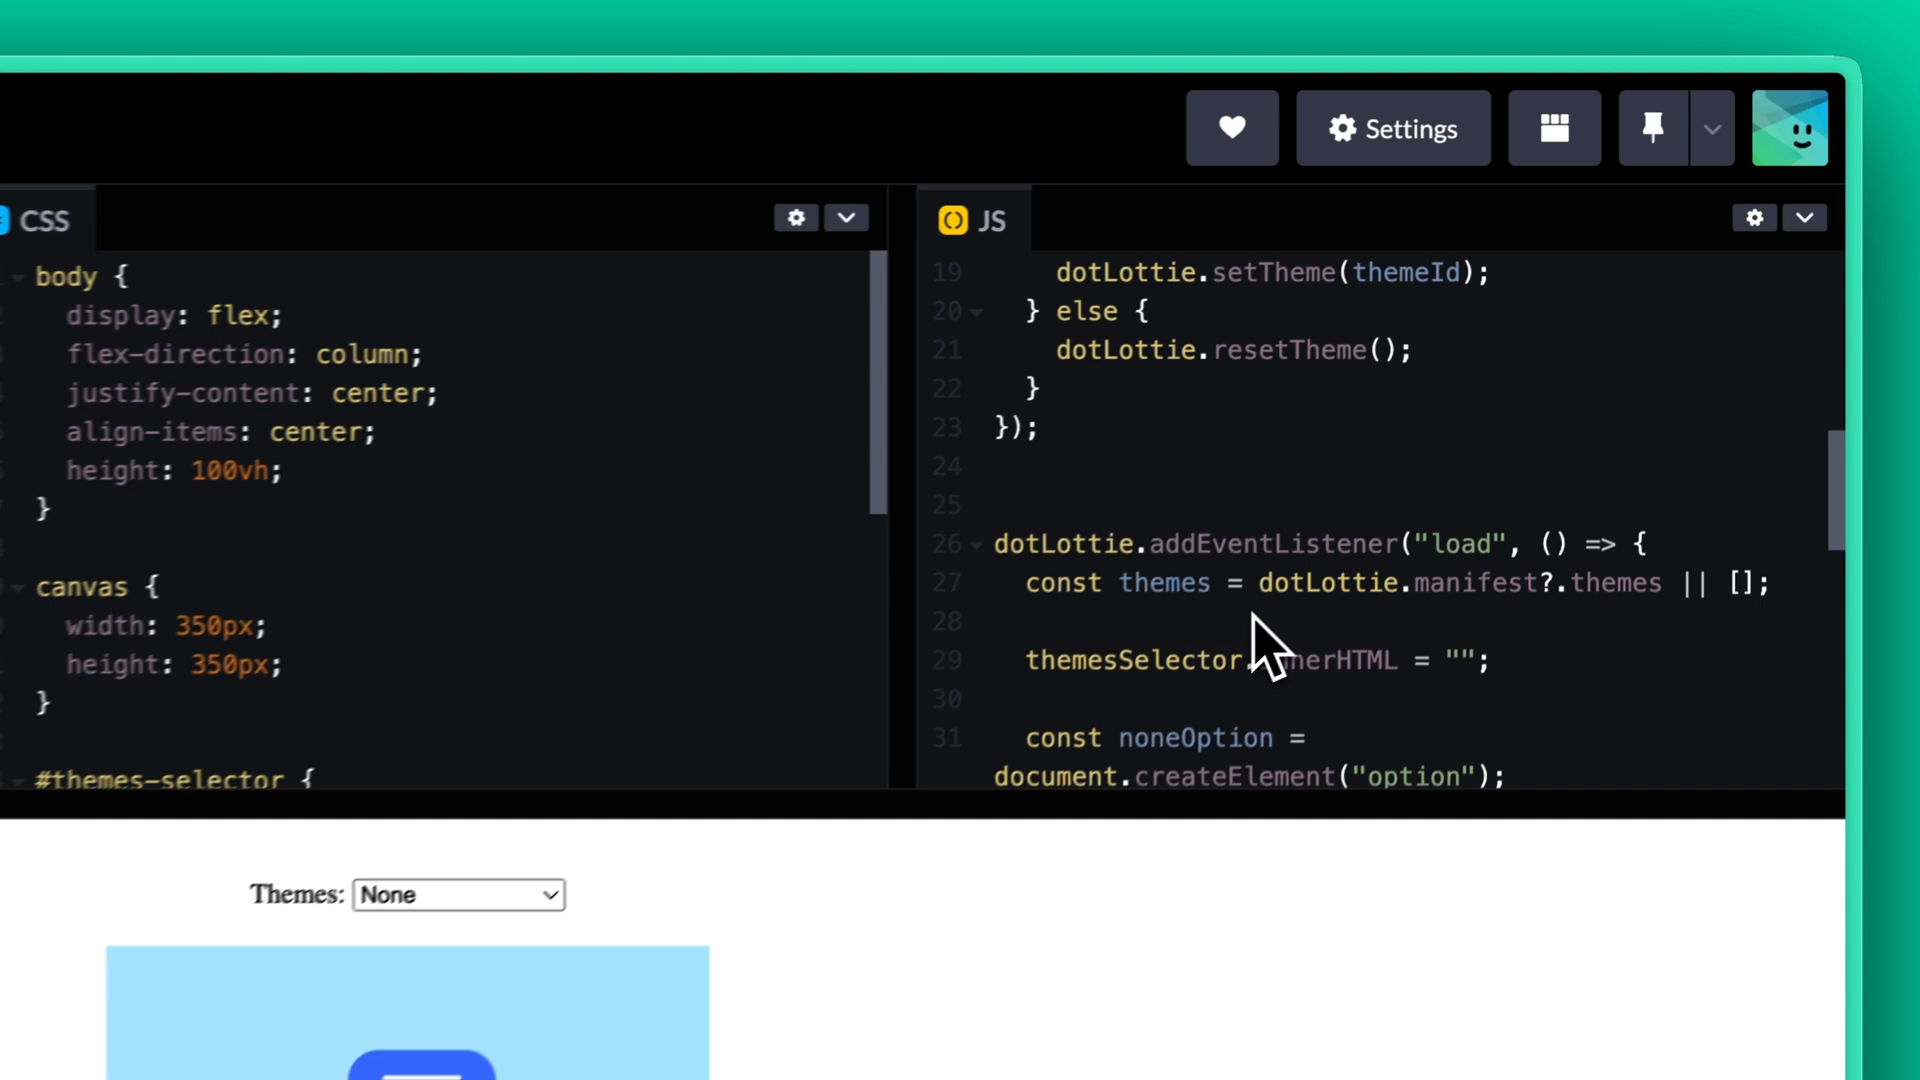 Settings
CSS
body {
display: flex;
flex-direction: column;
justify-content: center;
align-items: center;
height: 100vh;
}
canvas {
width: 350px;
height: 350px;
}
#themes-selector {
JS
19 dotLottie.setTheme(themeId);
20 } else {
21 dotLottie.resetTheme();
22 }
23 });
24
25
26 dotLottie.addEventListener("load", () => {
27 const themes = dotLottie.manifest?.themes || [];
28
29 themesSelector.innerHTML = "";
30
31 const noneOption =
document.createElement("option");
Themes: None